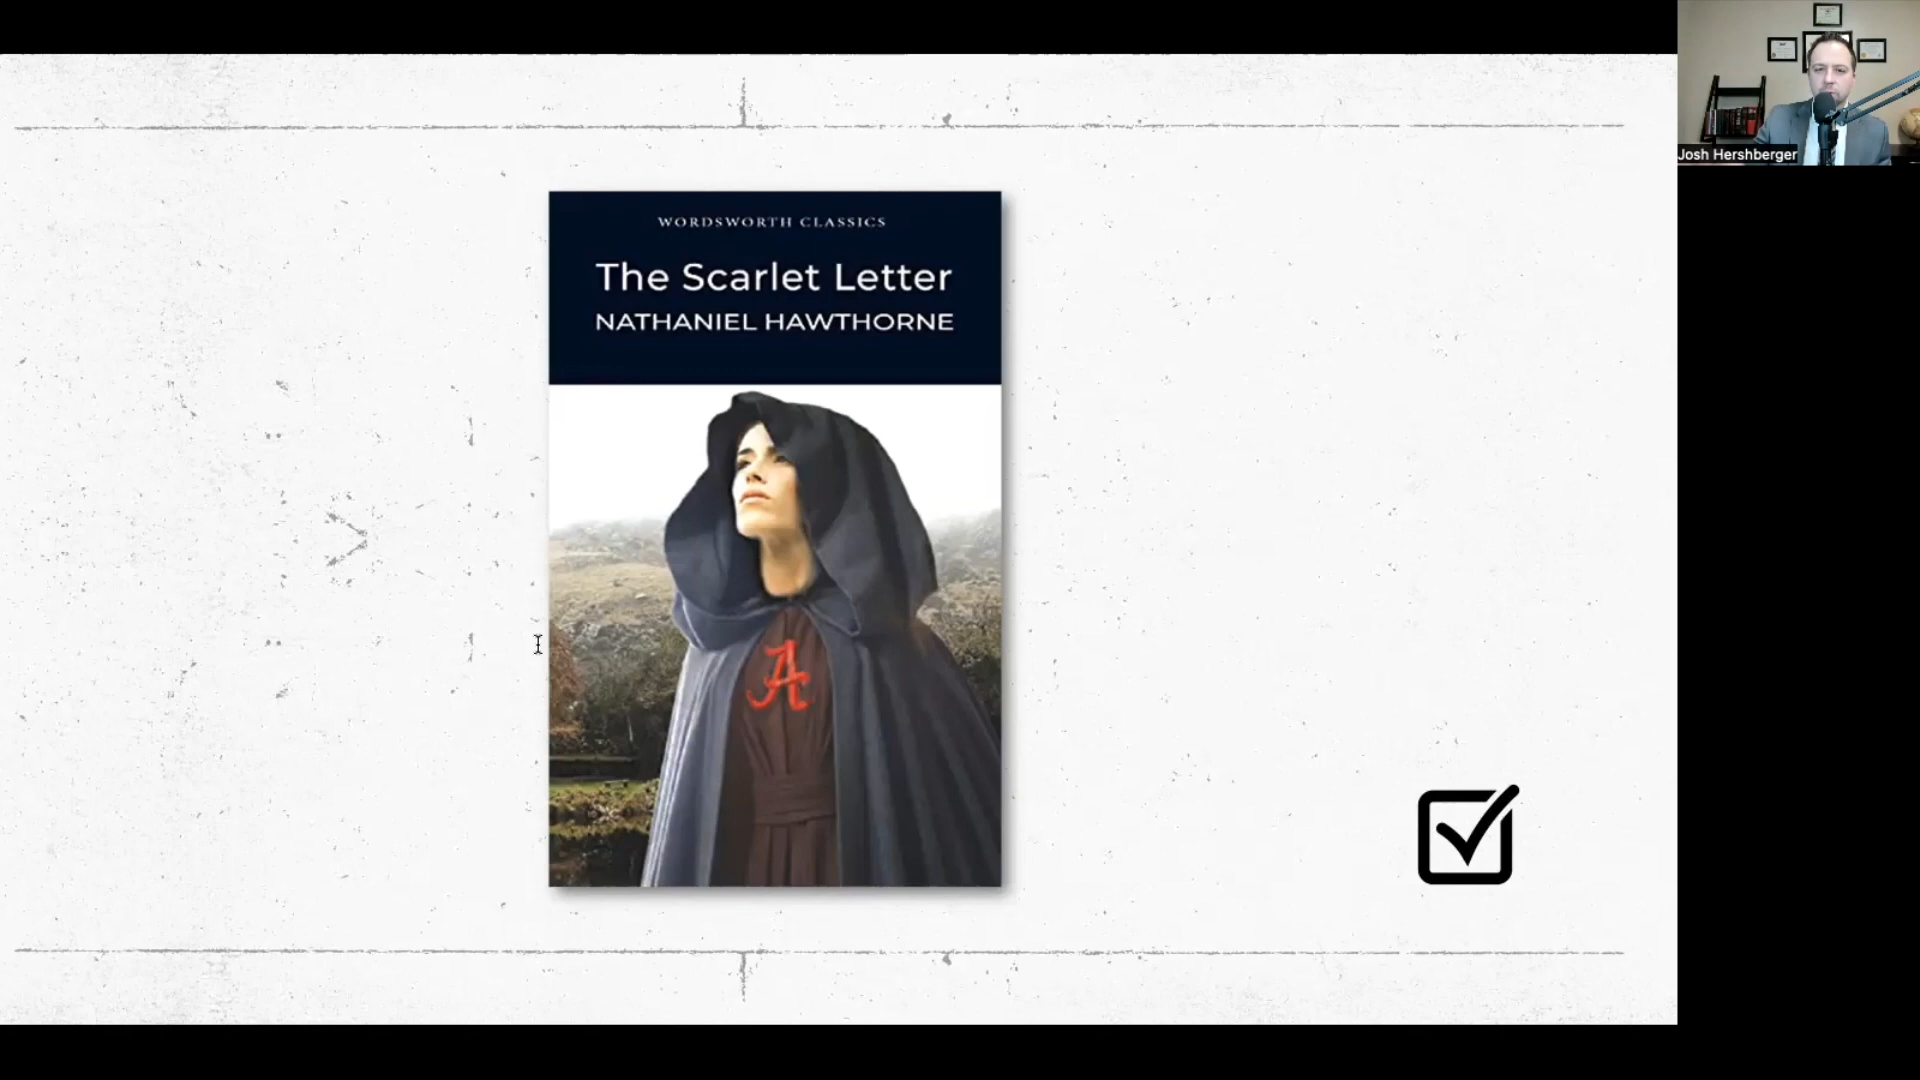 WORDSWORTH CLASSICS
The Scarlet Letter
NATHANIEL HAWTHORNE
A
Josh Hershberger